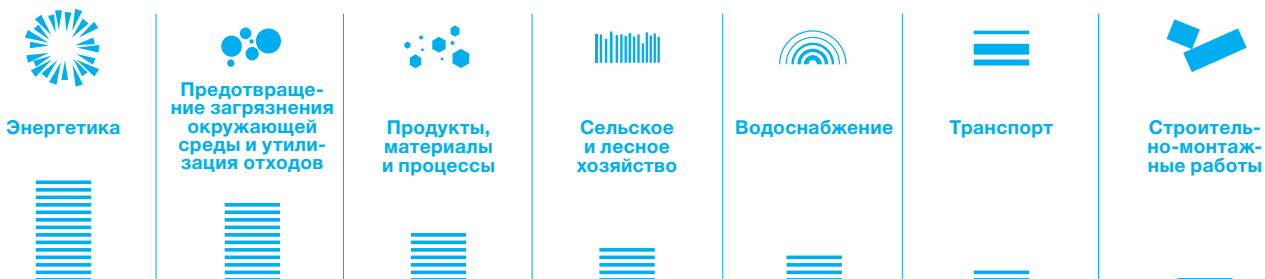 Энергетика
Предотвраще-
ние загрязнения
окружающей
среды и утили-
зация отходов
Продукты,
материалы
и процессы
Сельское
и лесное
хозяйство
Водоснабжение
Транспорт
Строитель-
но-монтаж-
ные работы